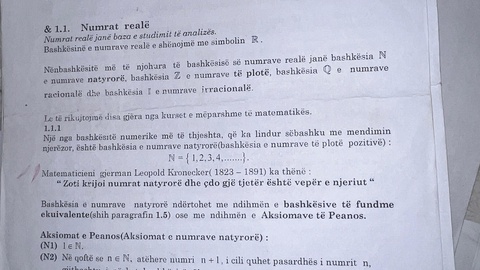 & 1.1. Numrat realë
Numrat realë janë baza e studimit të analizës.
Bashkësinë e numrave realë e shënojmë me simbolin ℝ.
Nënbashkësitë më të njohura të bashkësisë së numrave realë janë bashkësia ℕ
e numrave natyrorë, bashkësia ℤ e numrave të plotë, bashkësia ℚ e numrave
racionalë dhe bashkësia 𝕀 e numrave irracionalë.
Le të rikujtojmë disa gjëra nga kurset e mëparshme të matematikës.
1.1.1
Një nga bashkësitë numerike më të thjeshta, që ka lindur sëbashku me mendimin
njerëzor, është bashkësia e numrave natyrorë(bashkësia e numrave të plotë pozitivë) :
ℕ = { 1,2,3,4,.......}.
Matematicieni gjerman Leopold Kronecker( 1823 – 1891) ka thënë :
“ Zoti krijoi numrat natyrorë dhe çdo gjë tjetër është vepër e njeriut “
Bashkësia e numrave natyrorë ndërtohet me ndihmën e bashkësive të fundme
ekuivalente(shih paragrafin 1.5) ose me ndihmën e Aksiomave të Peanos.
Aksiomat e Peanos(Aksiomat e numrave natyrorë) :
(N1) 1∈ℕ.
(N2) Në qoftë se n∈ℕ, atëhere numri n+1, i cili quhet pasardhës i numrit n,